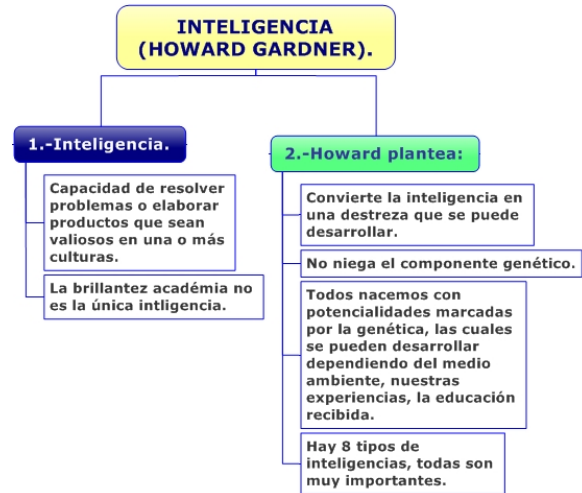 INTELIGENCIA
(HOWARD GARDNER).
1.-Inteligencia.
Capacidad de resolver
problemas o elaborar
productos que sean
valiosos en una o más
culturas.
La brillantez académia no
es la única intligencia.
2.-Howard plantea:
Convierte la inteligencia en
una destreza que se puede
desarrollar.
No niega el componente genético.
Todos nacemos con
potencialidades marcadas
por la genética, las cuales
se pueden desarrollar
dependiendo del medio
ambiente, nuestras
experiencias, la educación
recibida.
Hay 8 tipos de
inteligencias, todas son
muy importantes.